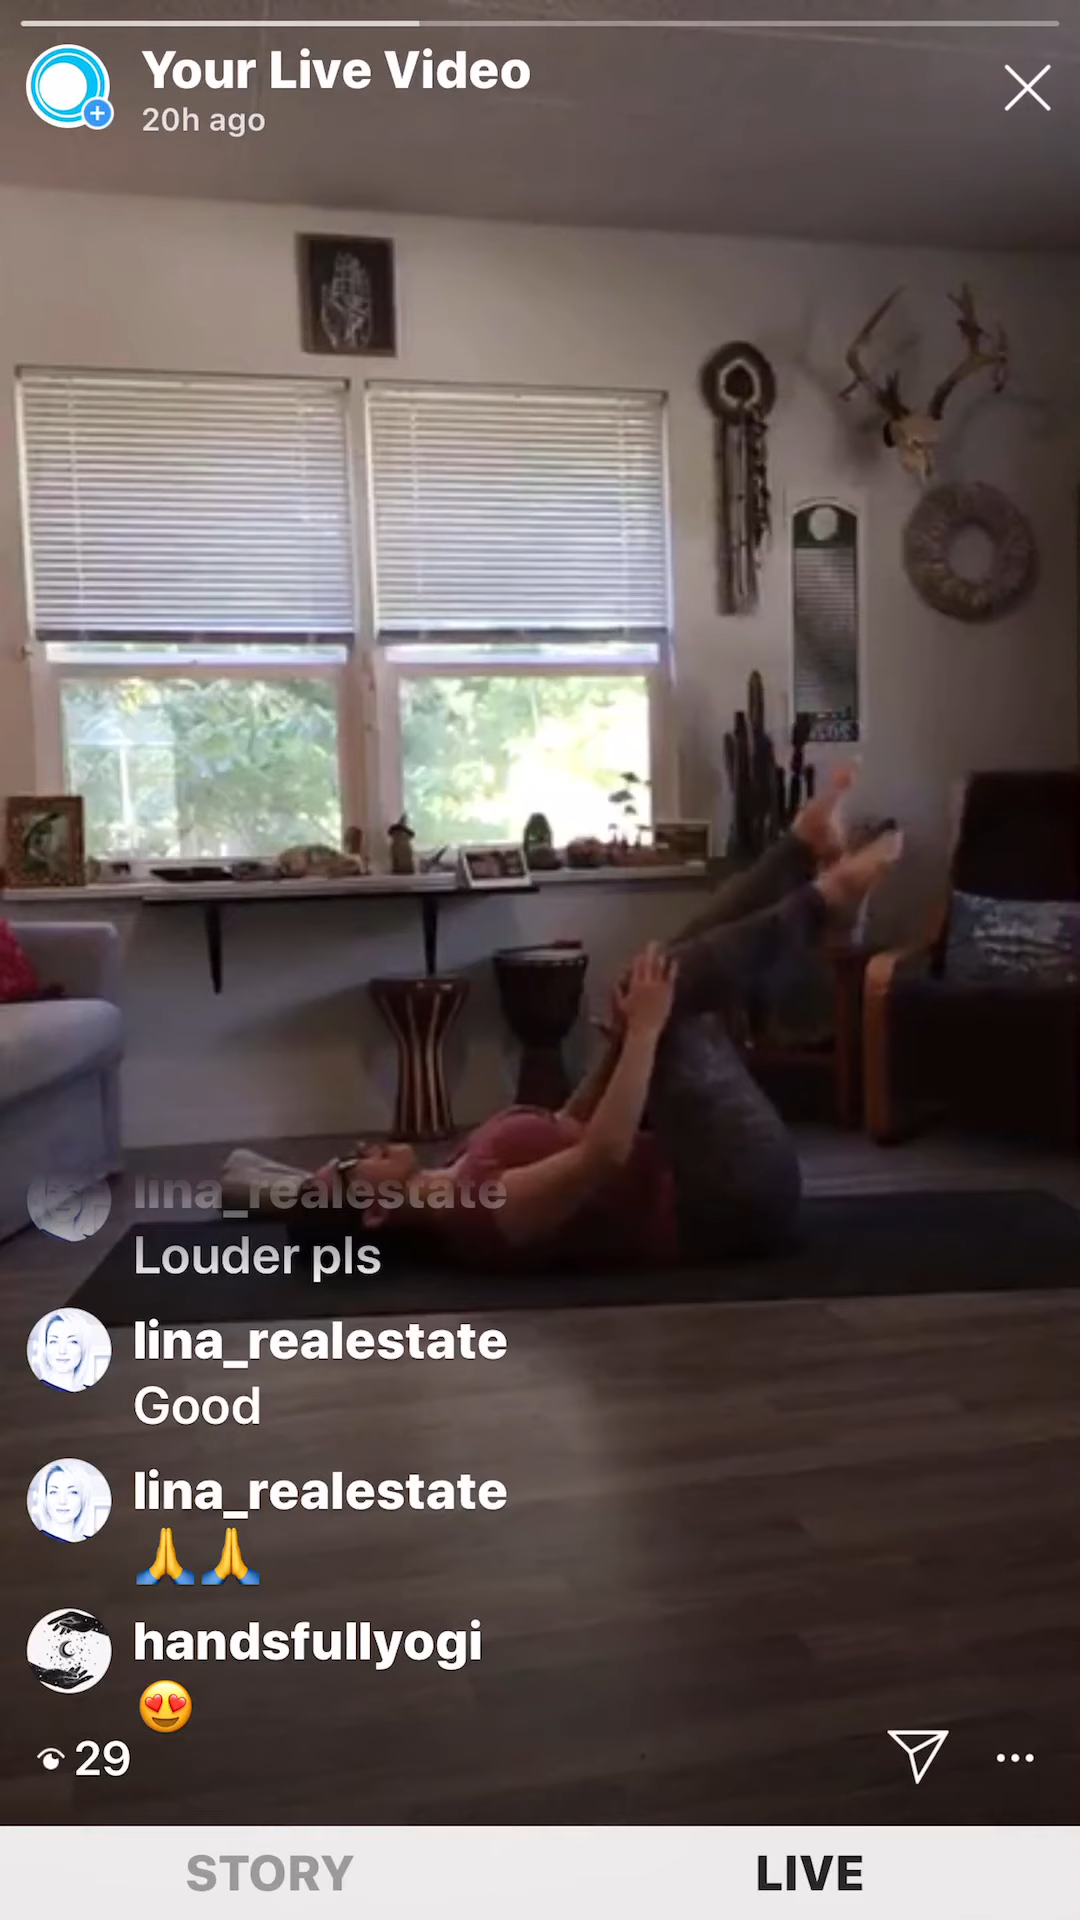 Your Live Video
20h ago
lina_realestate
Louder pls
lina_realestate
Good
lina_realestate
🙏🙏
handsfullyogi
😍
29
STORY
LIVE